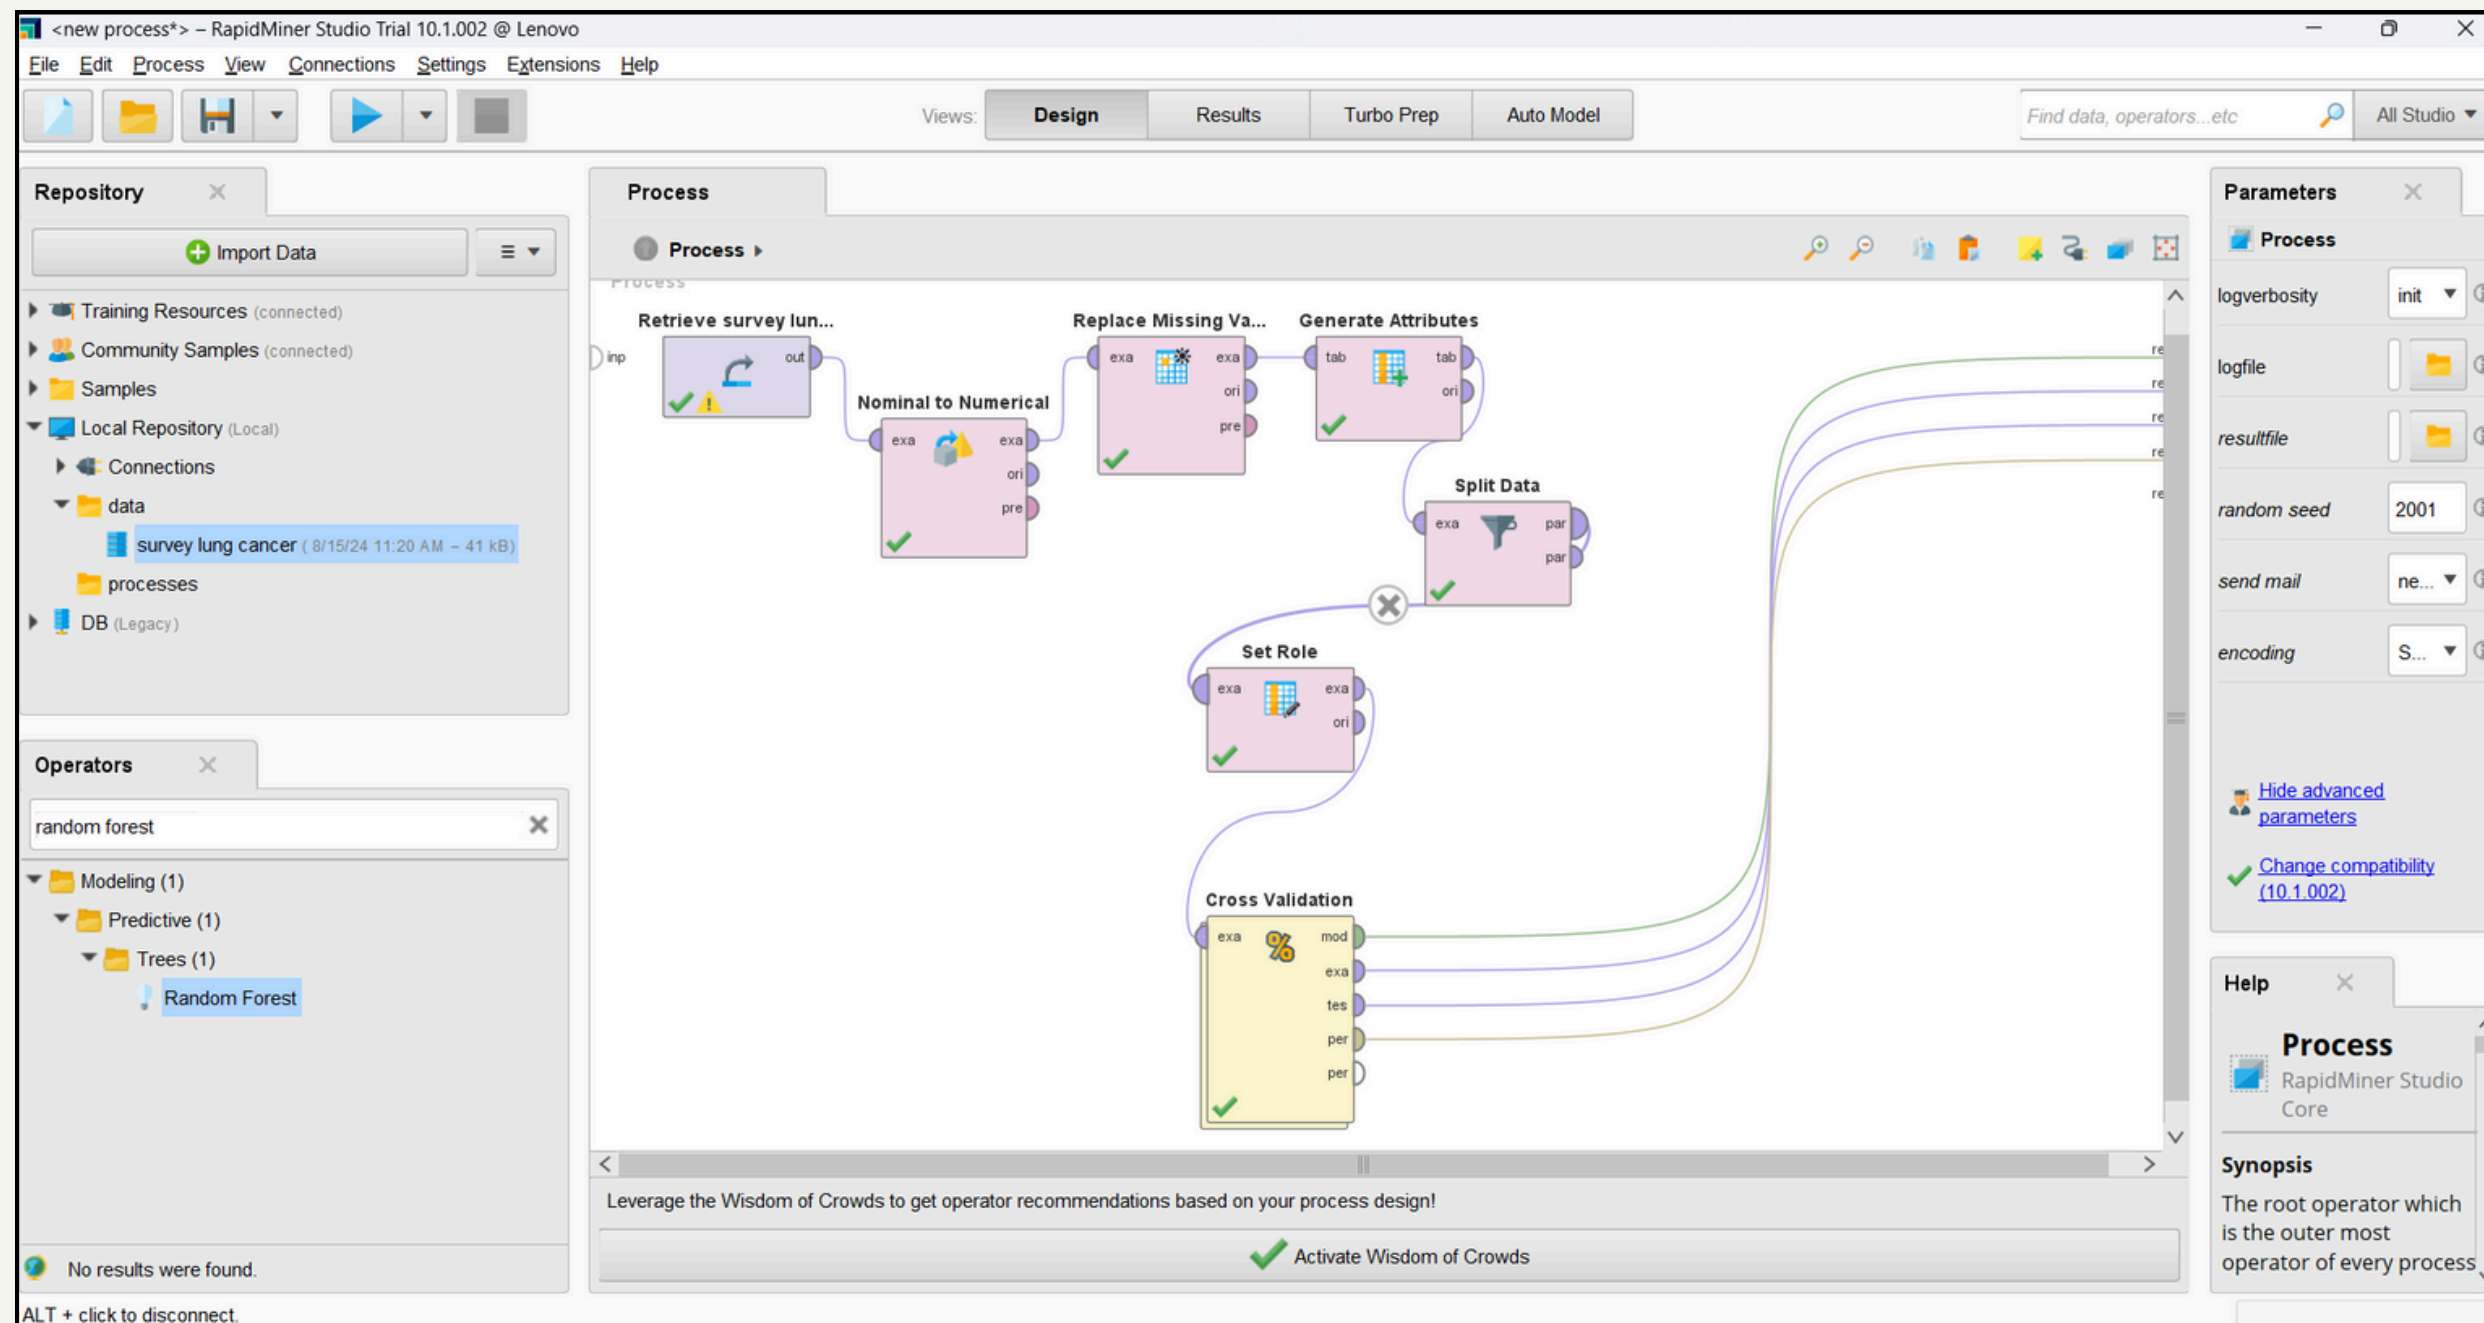 <new process*> – RapidMiner Studio Trial 10.1.002 @ Lenovo
File Edit Process View Connections Settings Extensions Help
Views: Design Results Turbo Prep Auto Model
Find data, operators...etc
All Studio
Repository
Import Data
Training Resources (connected)
Community Samples (connected)
Samples
Local Repository (Local)
Connections
data
survey lung cancer ( 8/15/24 11:20 AM – 41 kB)
processes
DB (Legacy)
Operators
random forest
Modeling (1)
Predictive (1)
Trees (1)
Random Forest
No results were found.
ALT + click to disconnect.
Process
Process
Process
inp
Retrieve survey lun...
out
Nominal to Numerical
exa exa
ori
pre
Replace Missing Va...
exa exa
ori
pre
Generate Attributes
tab tab
ori
Split Data
exa par
par
Set Role
exa exa
ori
Cross Validation
exa mod
exa
tes
per
per
re
re
re
re
re
Leverage the Wisdom of Crowds to get operator recommendations based on your process design!
Activate Wisdom of Crowds
Parameters
Process
logverbosity init
logfile
resultfile
random seed 2001
send mail ne...
encoding S...
Hide advanced
parameters
Change compatibility
(10.1.002)
Help
Process
RapidMiner Studio
Core
Synopsis
The root operator which
is the outer most
operator of every process